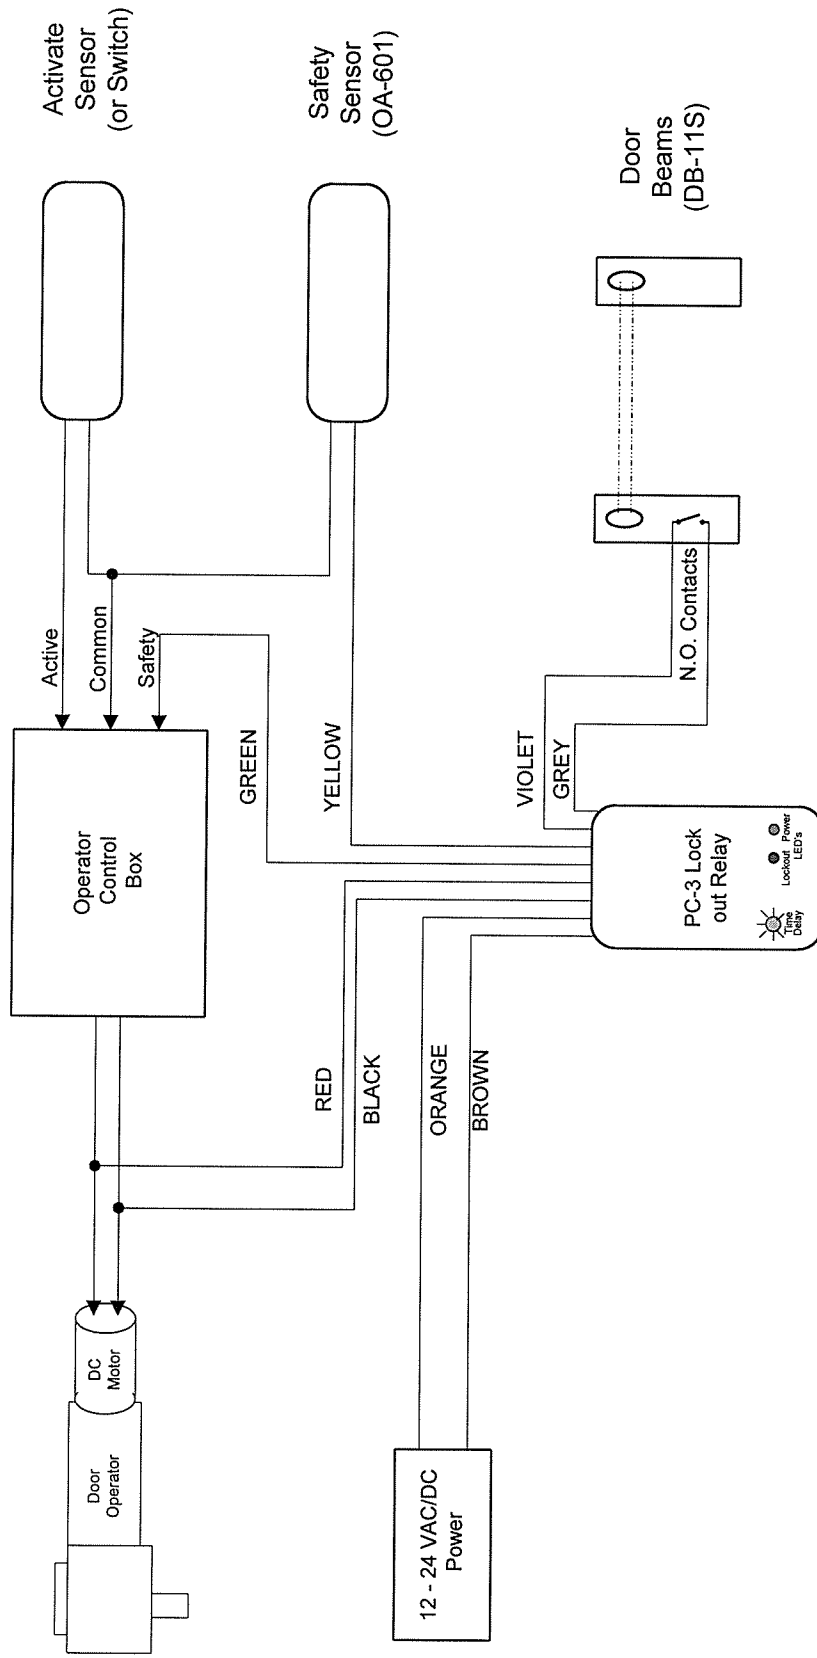 Activate
Sensor
(or Switch)
Safety
Sensor
(OA-601)
Door
Beams
(DB-11S)
Active
Common
Safety
N.O. Contacts
GREEN
YELLOW
VIOLET
GREY
Operator
Control
Box
PC-3 Lock
out Relay
Lockout Power
LED's
Time
Delay
RED
BLACK
ORANGE
BROWN
DC
Motor
Door
Operator
12 - 24 VAC/DC
Power